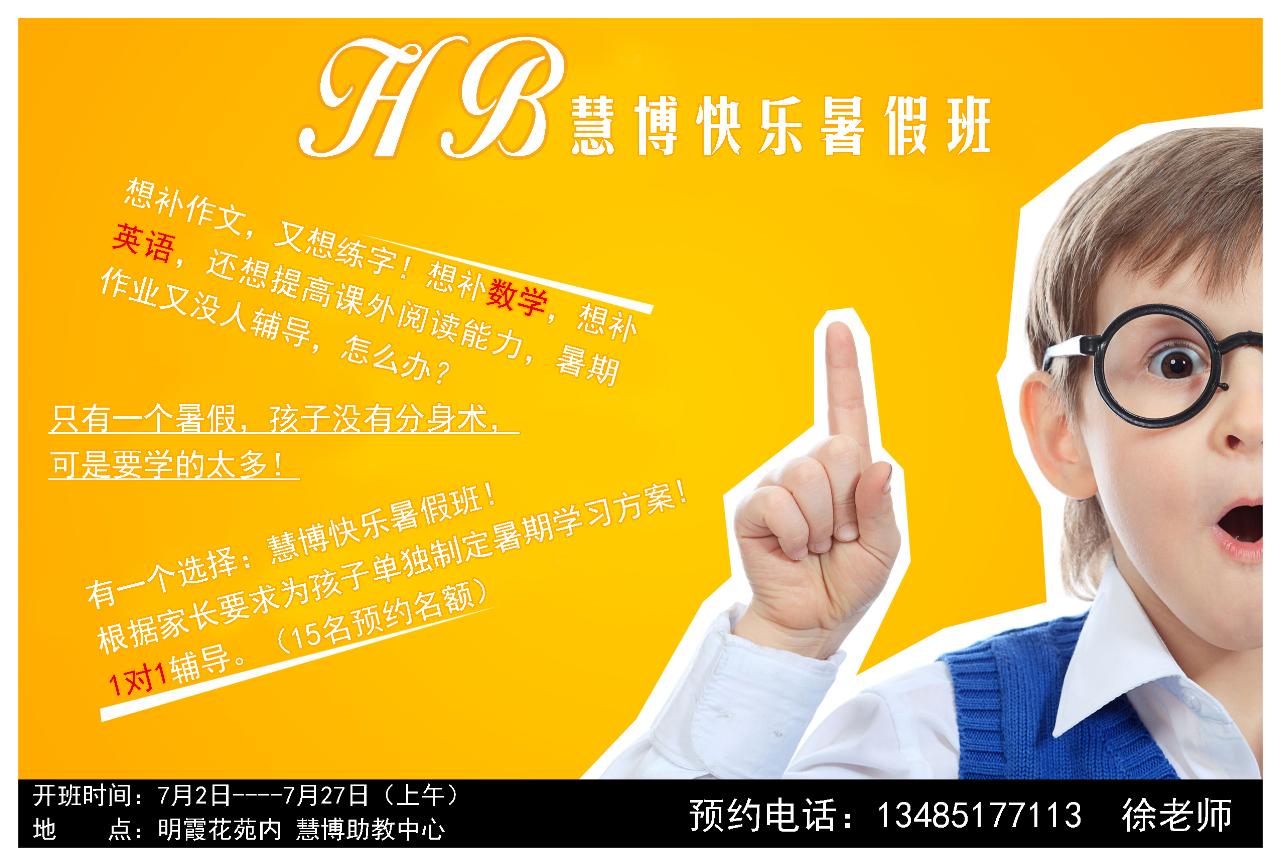 HB 慧博快乐暑假班
想补作文，又想练字！想补数学，想补
英语，还想提高课外阅读能力，暑期
作业又没人辅导，怎么办？
只有一个暑假，孩子没有分身术，
可是要学的太多！
有一个选择：慧博快乐暑假班！
根据家长要求为孩子单独制定暑期学习方案！
1对1辅导。（15名预约名额）
开班时间：7月2日----7月27日（上午）
地　　点：明霞花苑内 慧博助教中心
预约电话：13485177113　徐老师